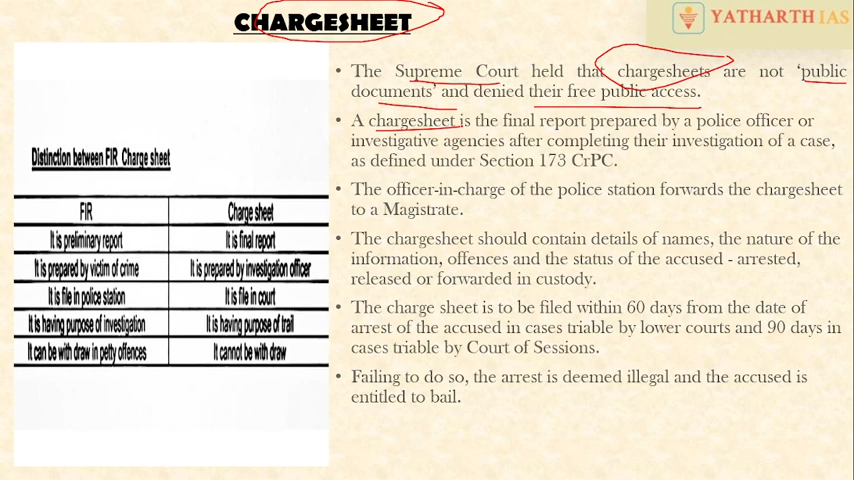 CHARGESHEET
YATHARTH IAS
Distinction between FIR Charge sheet
FIR
Charge sheet
It is preliminary report
It is final report
It is prepared by victim of crime
It is prepared by investigation officer
It is file in police station
It is file in court
It is having purpose of investigation
It is having purpose of trail
It can be with draw in petty offences
It cannot be with draw
• The Supreme Court held that chargesheets are not ‘public
documents’ and denied their free public access.
• A chargesheet is the final report prepared by a police officer or
investigative agencies after completing their investigation of a case,
as defined under Section 173 CrPC.
• The officer-in-charge of the police station forwards the chargesheet
to a Magistrate.
• The chargesheet should contain details of names, the nature of the
information, offences and the status of the accused - arrested,
released or forwarded in custody.
• The charge sheet is to be filed within 60 days from the date of
arrest of the accused in cases triable by lower courts and 90 days in
cases triable by Court of Sessions.
• Failing to do so, the arrest is deemed illegal and the accused is
entitled to bail.